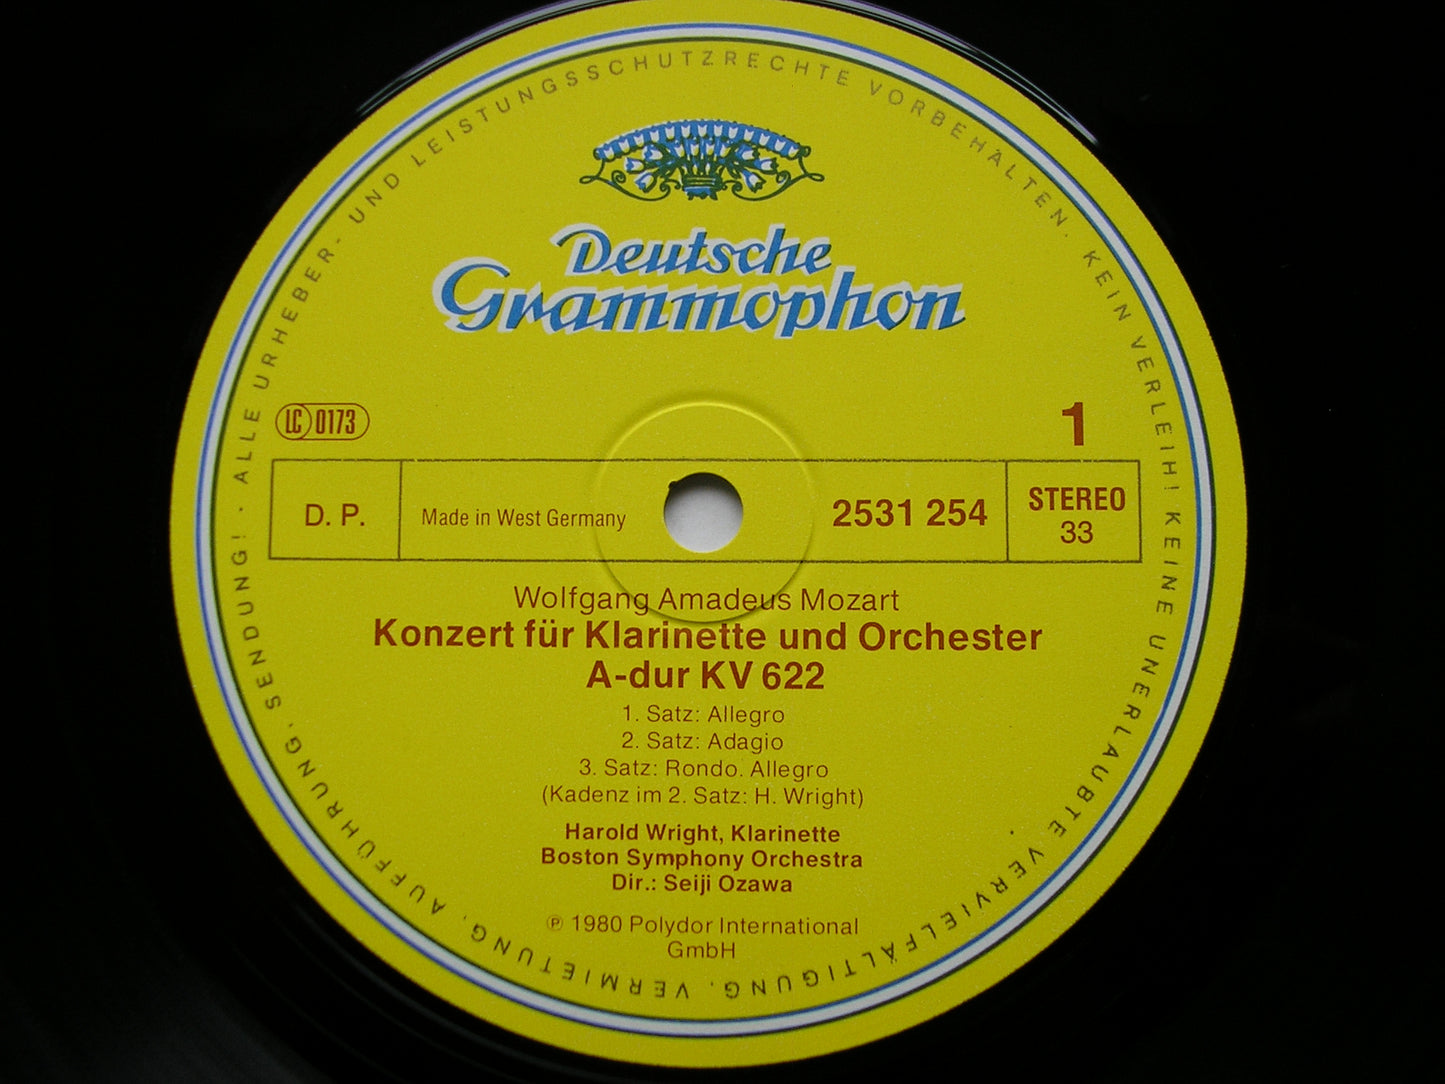 ALLE URHEBER- UND LEISTUNGSSCHUTZRECHTE VORBEHALTEN. KEIN VERLEIH! KEINE UNERLAUBTE VERVIELFÄLTIGUNG, VERMIETUNG, AUFFÜHRUNG, SENDUNG! ·
Deutsche
Grammophon
LC 0173
1
D. P.
Made in West Germany
2531 254
STEREO
33
Wolfgang Amadeus Mozart
Konzert für Klarinette und Orchester
A-dur KV 622
1. Satz: Allegro
2. Satz: Adagio
3. Satz: Rondo. Allegro
(Kadenz im 2. Satz: H. Wright)
Harold Wright, Klarinette
Boston Symphony Orchestra
Dir.: Seiji Ozawa
℗ 1980 Polydor International
GmbH